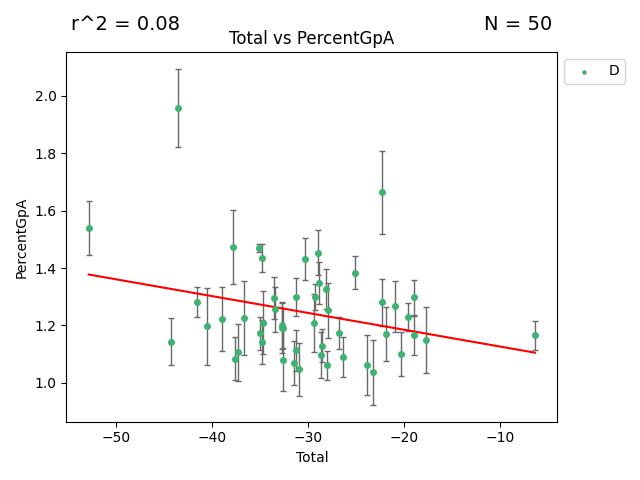 r^2 = 0.08
N = 50
Total vs PercentGpA
D
PercentGpA
2.0
1.8
1.6
1.4
1.2
1.0
−50
−40
−30
−20
−10
Total